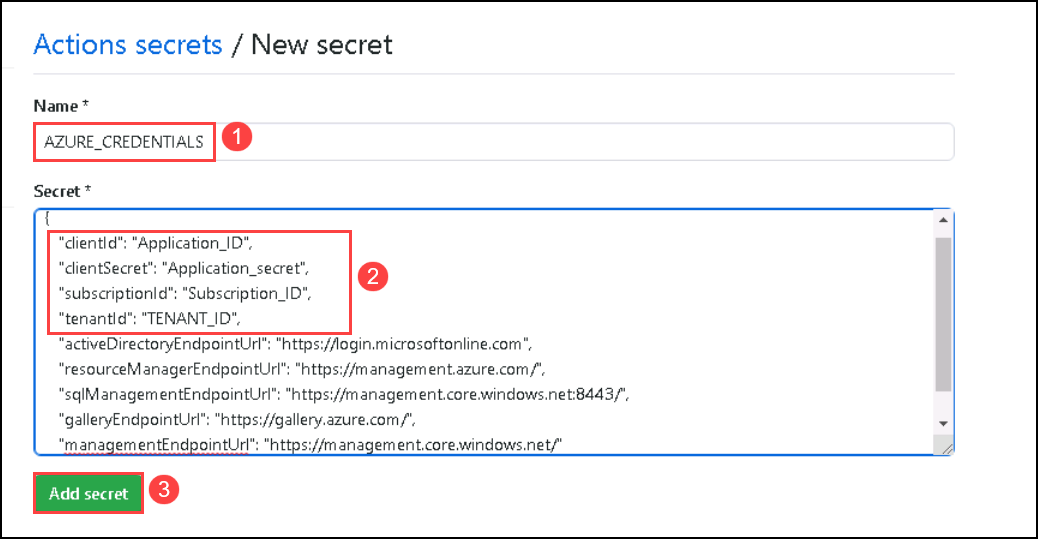 Actions secrets / New secret
Name *
AZURE_CREDENTIALS
1
Secret *
{
"clientId": "Application_ID",
"clientSecret": "Application_secret",
"subscriptionId": "Subscription_ID",
"tenantId": "TENANT_ID",
2
"activeDirectoryEndpointUrl": "https://login.microsoftonline.com",
"resourceManagerEndpointUrl": "https://management.azure.com/",
"sqlManagementEndpointUrl": "https://management.core.windows.net:8443/",
"galleryEndpointUrl": "https://gallery.azure.com/",
"managementEndpointUrl": "https://management.core.windows.net/"
Add secret
3